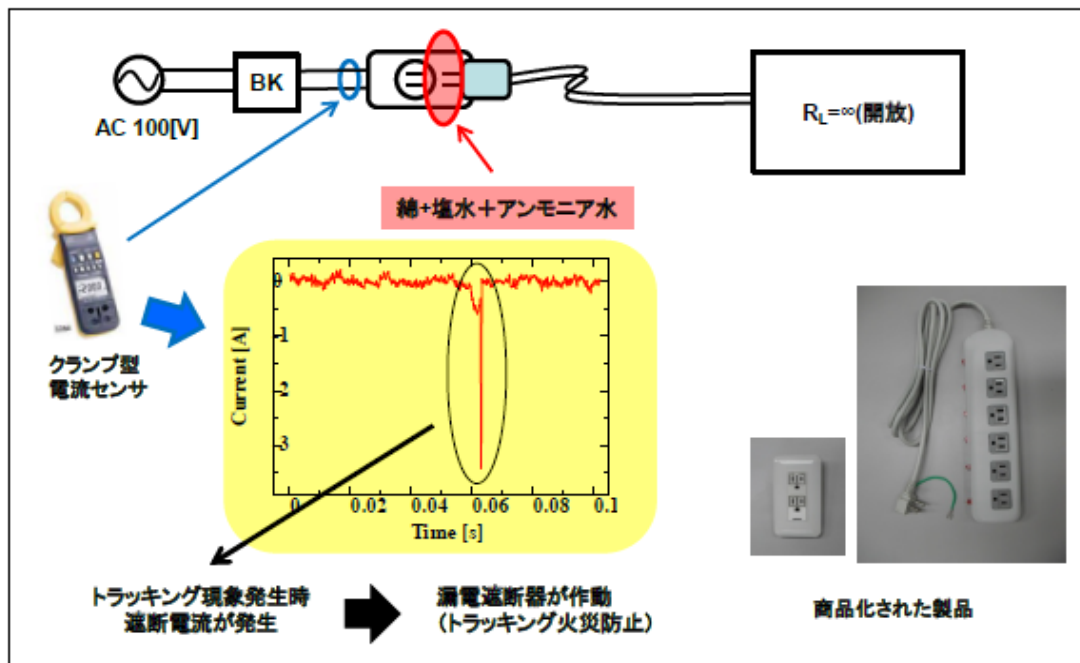 BK
AC 100[V]
RL=∞(開放)
綿+塩水+アンモニア水
クランプ型
電流センサ
Current [A]
0
1
2
3
0
0.02
0.04
0.06
0.08
0.1
Time [s]
トラッキング現象発生時
遮断電流が発生
漏電遮断器が作動
(トラッキング火災防止)
商品化された製品